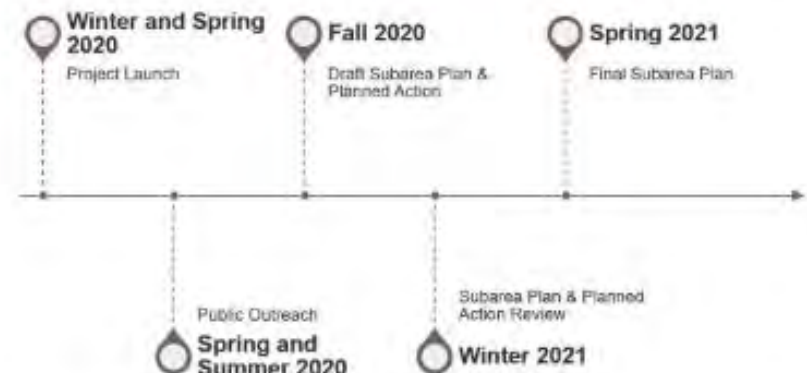 Winter and Spring
2020
Project Launch
Fall 2020
Draft Subarea Plan &
Planned Action
Spring 2021
Final Subarea Plan
Public Outreach
Spring and
Summer 2020
Subarea Plan & Planned
Action Review
Winter 2021